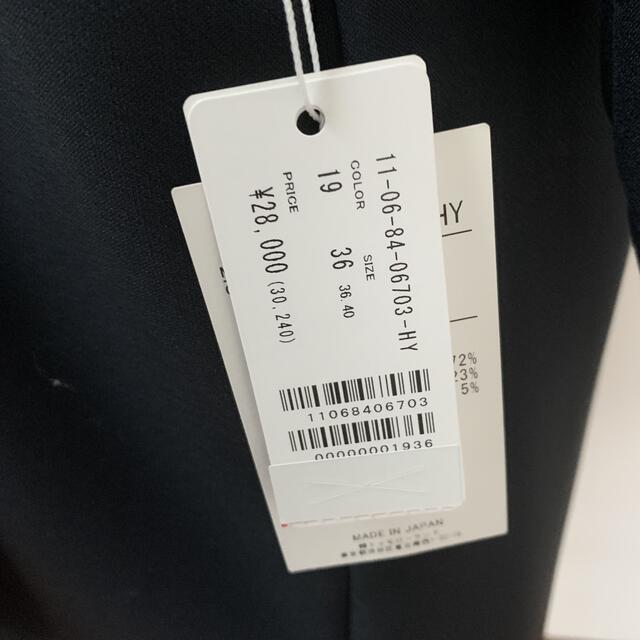 11-06-84-06703-HY
COLOR SIZE
19 36 36.40
PRICE
¥28,000 (30,240)
11068406703
00000001936
HY
72%
23%
5%
MADE IN JAPAN